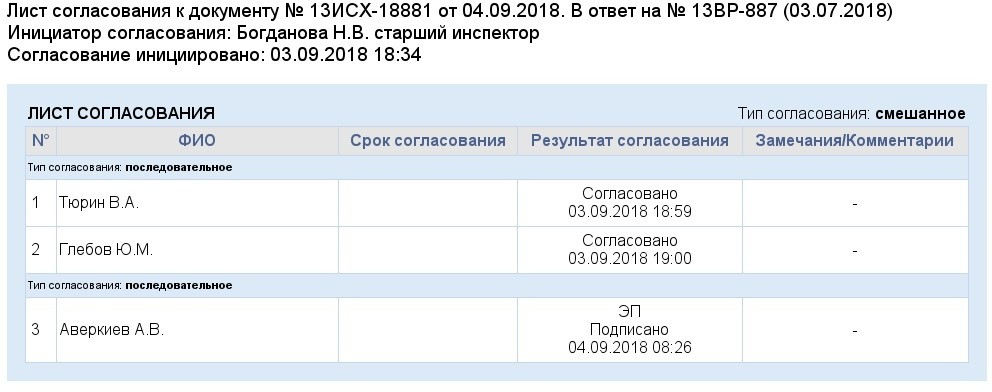 Лист согласования к документу № 13ИСХ-18881 от 04.09.2018. В ответ на № 13ВР-887 (03.07.2018)
Инициатор согласования: Богданова Н.В. старший инспектор
Согласование инициировано: 03.09.2018 18:34
ЛИСТ СОГЛАСОВАНИЯ Тип согласования: смешанное
N° ФИО Срок согласования Результат согласования Замечания/Комментарии
Тип согласования: последовательное
1 Тюрин В.А. Согласовано 03.09.2018 18:59 -
2 Глебов Ю.М. Согласовано 03.09.2018 19:00 -
Тип согласования: последовательное
3 Аверкиев А.В. ЭП Подписано 04.09.2018 08:26 -